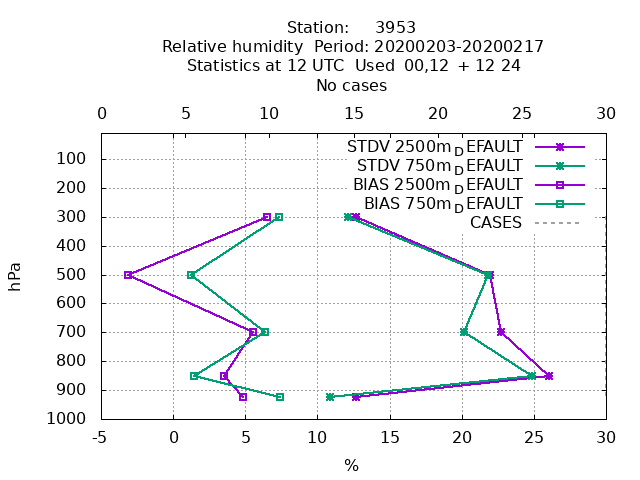 Station: 3953
Relative humidity Period: 20200203-20200217
Statistics at 12 UTC Used 00,12 + 12 24
No cases
0 5 10 15 20 25 30
STDV 2500m_DEFAULT
STDV 750m_DEFAULT
BIAS 2500m_DEFAULT
BIAS 750m_DEFAULT
CASES
100
200
300
400
500
600
700
800
900
1000
hPa
-5 0 5 10 15 20 25 30
%